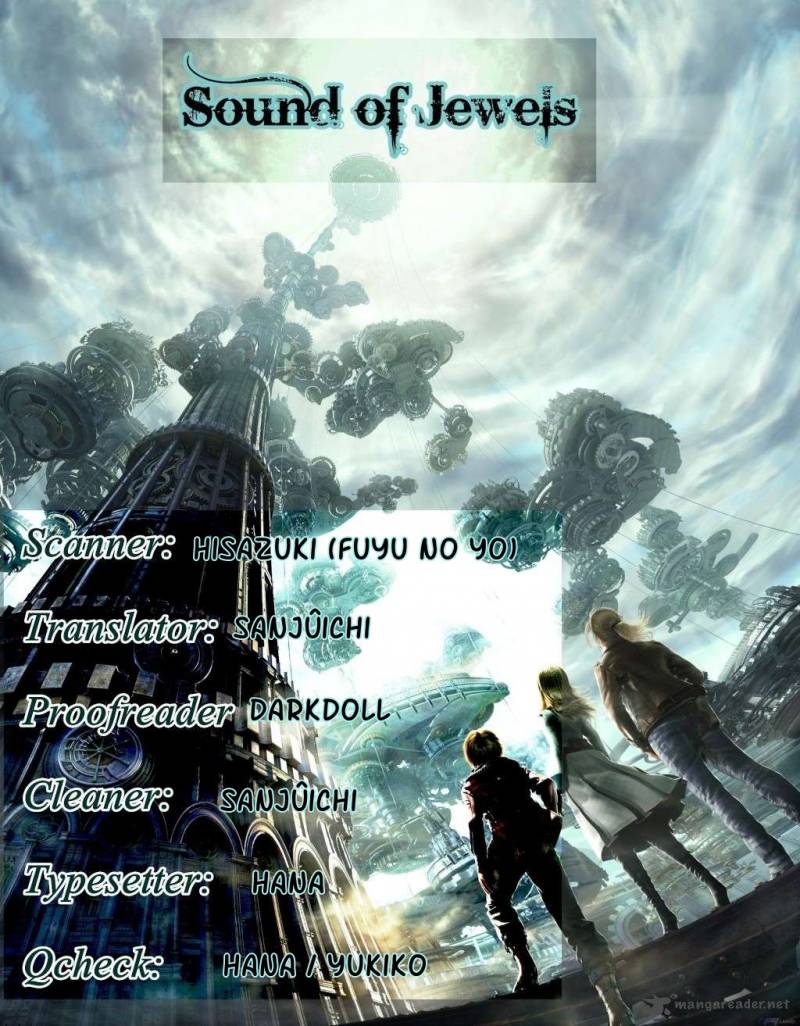 Sound of Jewels
Scanner: HISAZUKI (FUYU NO YO)
Translator: SANJÛICHI
Proofreader DARKDOLL
Cleaner: SANJÛICHI
Typesetter: HANA
Qcheck: HANA / YUKIKO
mangareader.net